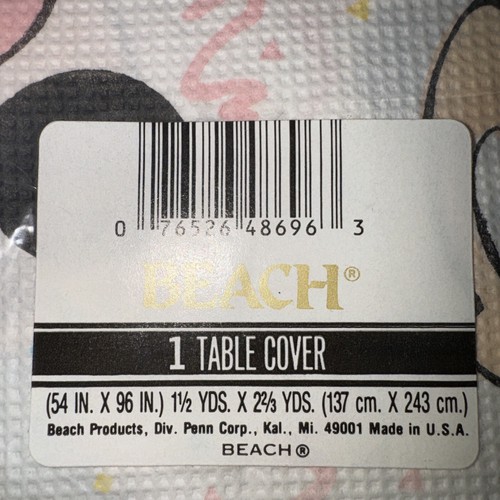 0 76526 48696 3
BEACH®
1 TABLE COVER
(54 IN. X 96 IN.) 1½ YDS. X 2⅔ YDS. (137 cm. X 243 cm.)
Beach Products, Div. Penn Corp., Kal., Mi. 49001 Made in U.S.A.
BEACH®